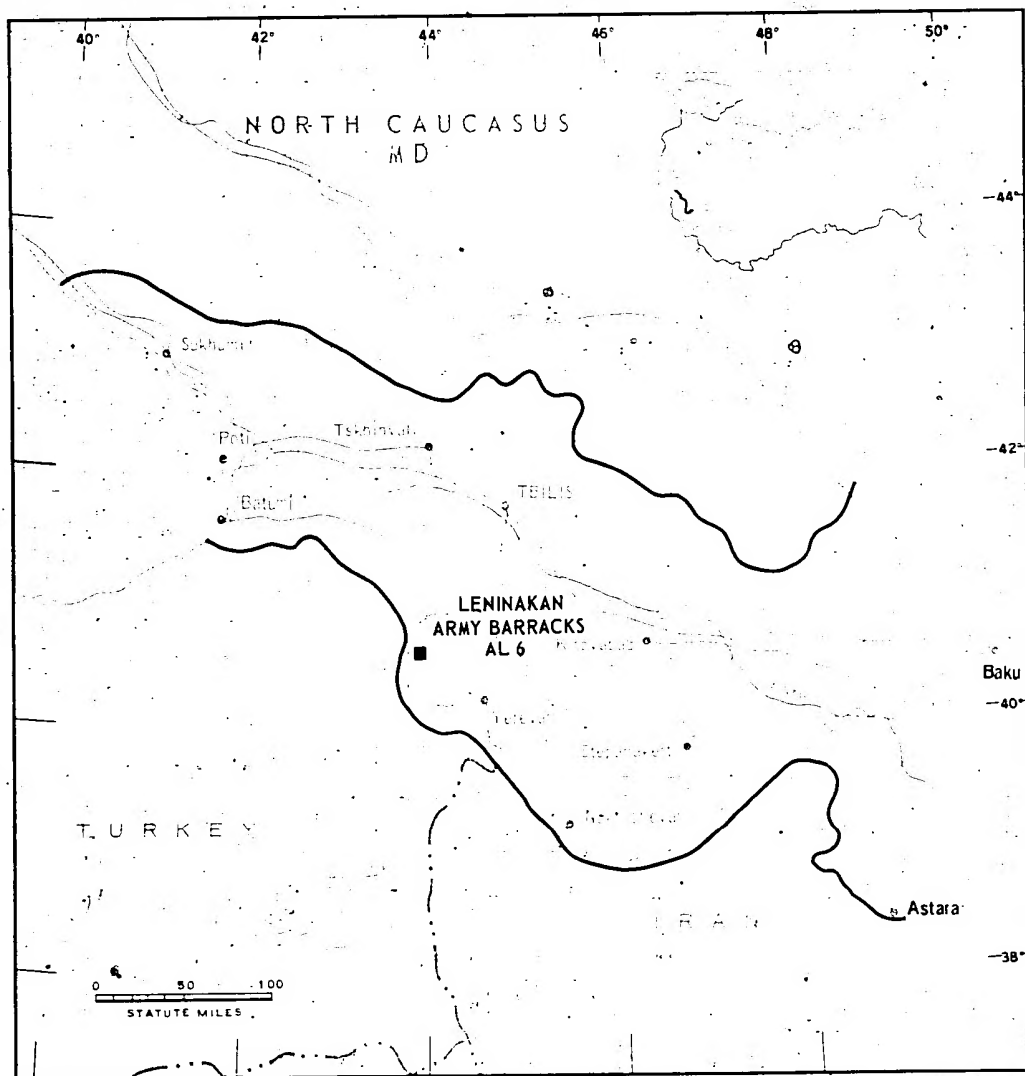 40° 42° 44° 46° 48° 50°
NORTH CAUCASUS
MD
44°
Sukhumi
Poti
Tskhinvali
42°
Batumi
TBILIS
LENINAKAN
ARMY BARRACKS
AL 6
Baku
40°
Yerevan
TURKEY
Astara
IRAN
38°
0 50 100
STATUTE MILES